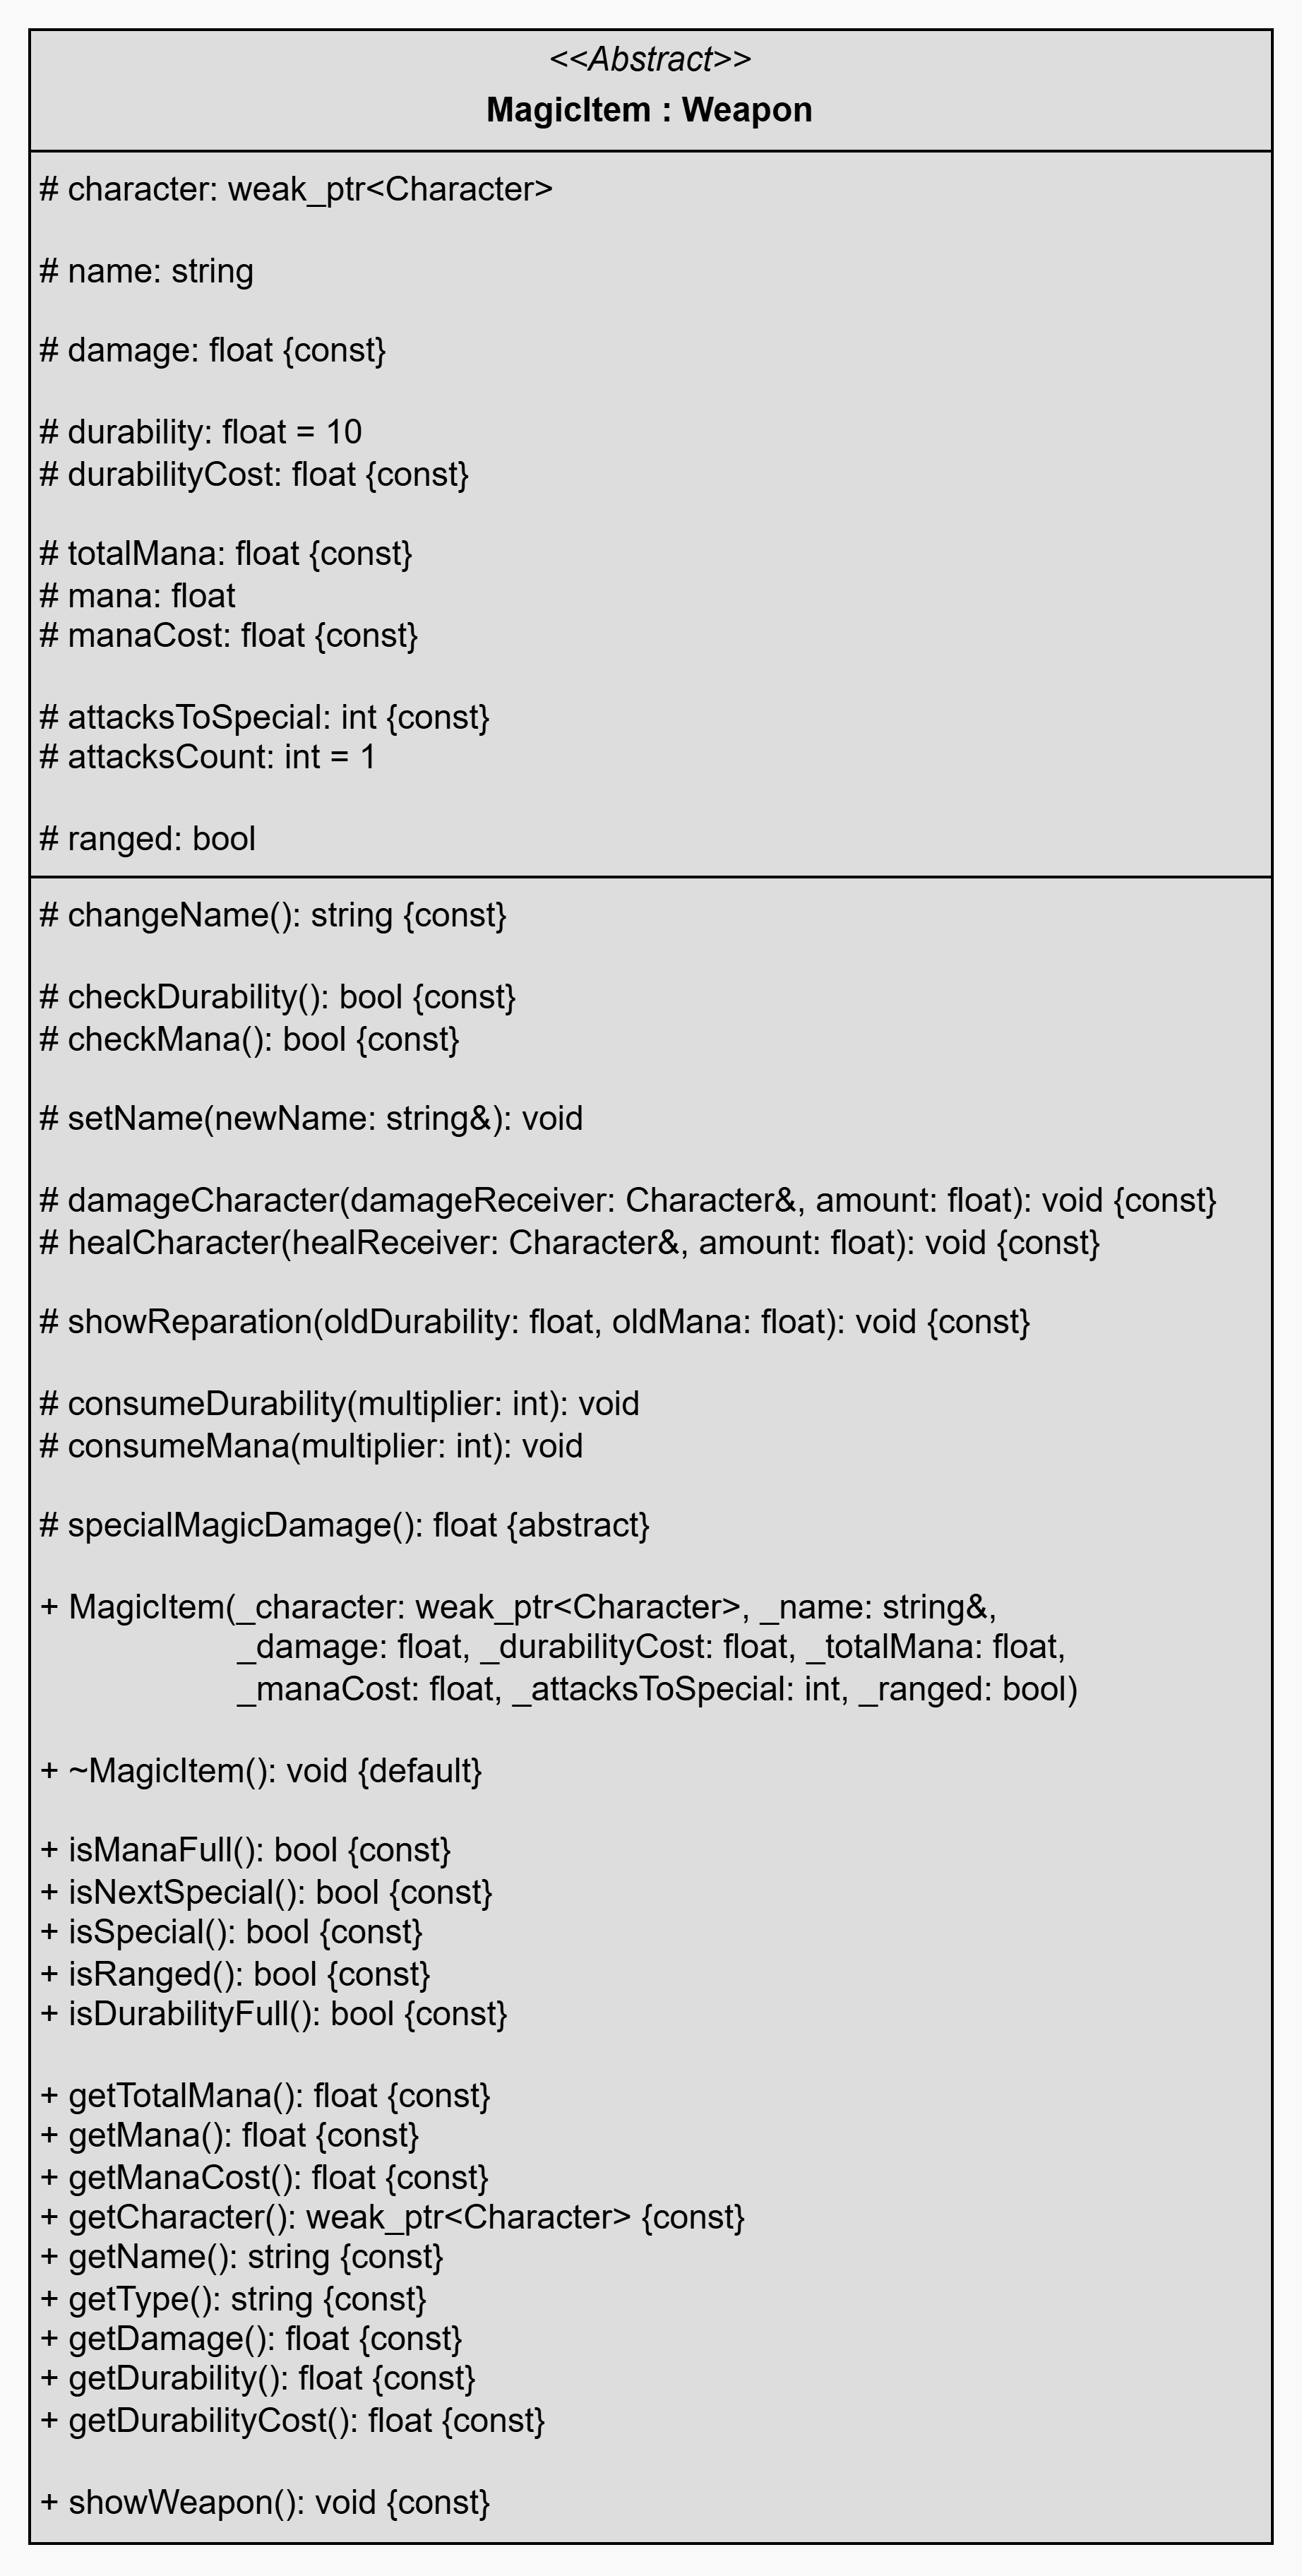 <<Abstract>>
MagicItem : Weapon
# character: weak_ptr<Character>
# name: string
# damage: float {const}
# durability: float = 10
# durabilityCost: float {const}
# totalMana: float {const}
# mana: float
# manaCost: float {const}
# attacksToSpecial: int {const}
# attacksCount: int = 1
# ranged: bool
# changeName(): string {const}
# checkDurability(): bool {const}
# checkMana(): bool {const}
# setName(newName: string&): void
# damageCharacter(damageReceiver: Character&, amount: float): void {const}
# healCharacter(healReceiver: Character&, amount: float): void {const}
# showReparation(oldDurability: float, oldMana: float): void {const}
# consumeDurability(multiplier: int): void
# consumeMana(multiplier: int): void
# specialMagicDamage(): float {abstract}
+ MagicItem(_character: weak_ptr<Character>, _name: string&,
_damage: float, _durabilityCost: float, _totalMana: float,
_manaCost: float, _attacksToSpecial: int, _ranged: bool)
+ ~MagicItem(): void {default}
+ isManaFull(): bool {const}
+ isNextSpecial(): bool {const}
+ isSpecial(): bool {const}
+ isRanged(): bool {const}
+ isDurabilityFull(): bool {const}
+ getTotalMana(): float {const}
+ getMana(): float {const}
+ getManaCost(): float {const}
+ getCharacter(): weak_ptr<Character> {const}
+ getName(): string {const}
+ getType(): string {const}
+ getDamage(): float {const}
+ getDurability(): float {const}
+ getDurabilityCost(): float {const}
+ showWeapon(): void {const}